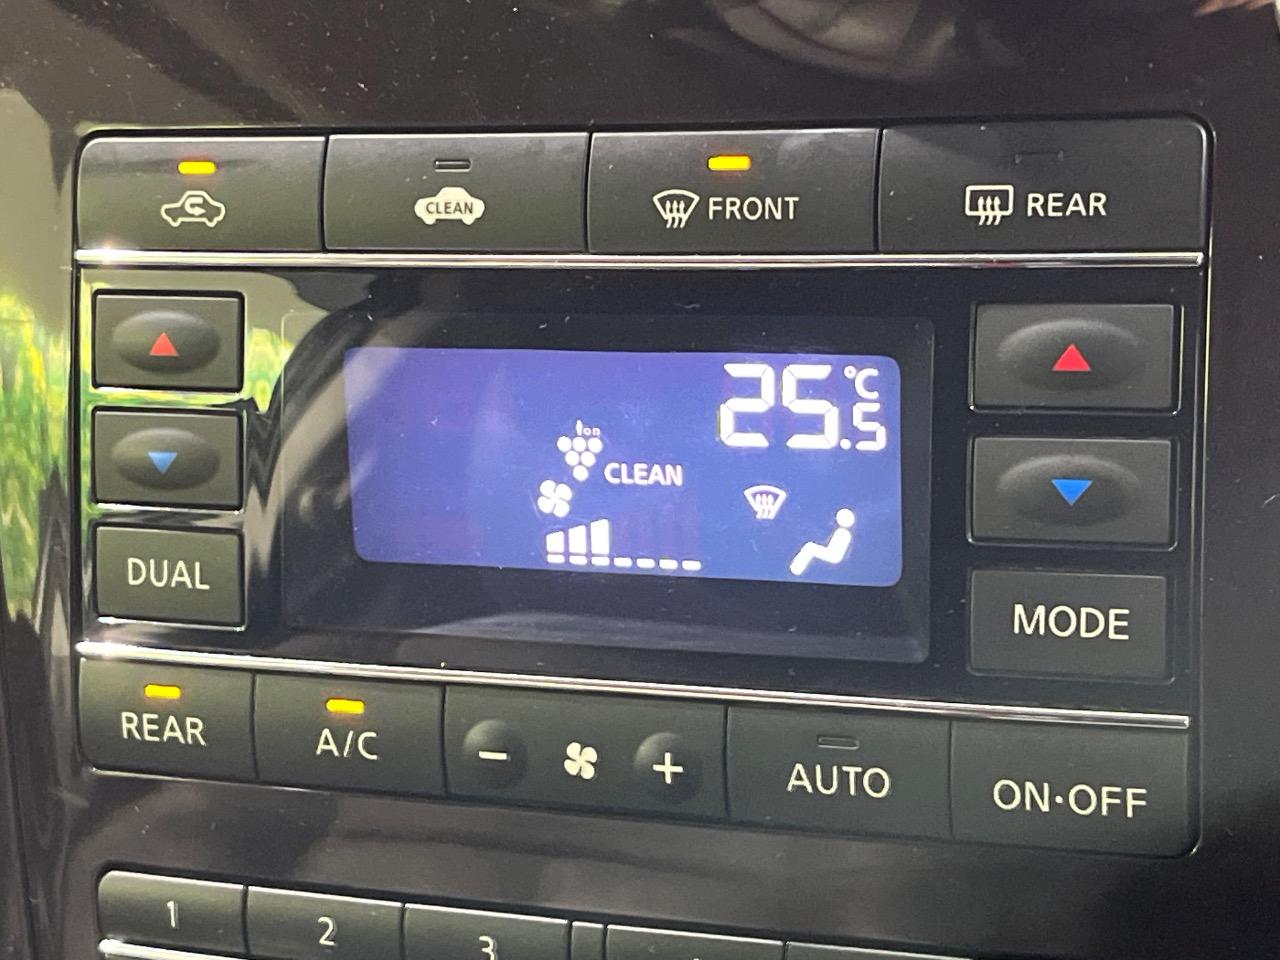 CLEAN
FRONT
REAR
25.5°C
Ion
CLEAN
DUAL
MODE
REAR
A/C
− +
AUTO
ON·OFF
1
2
3